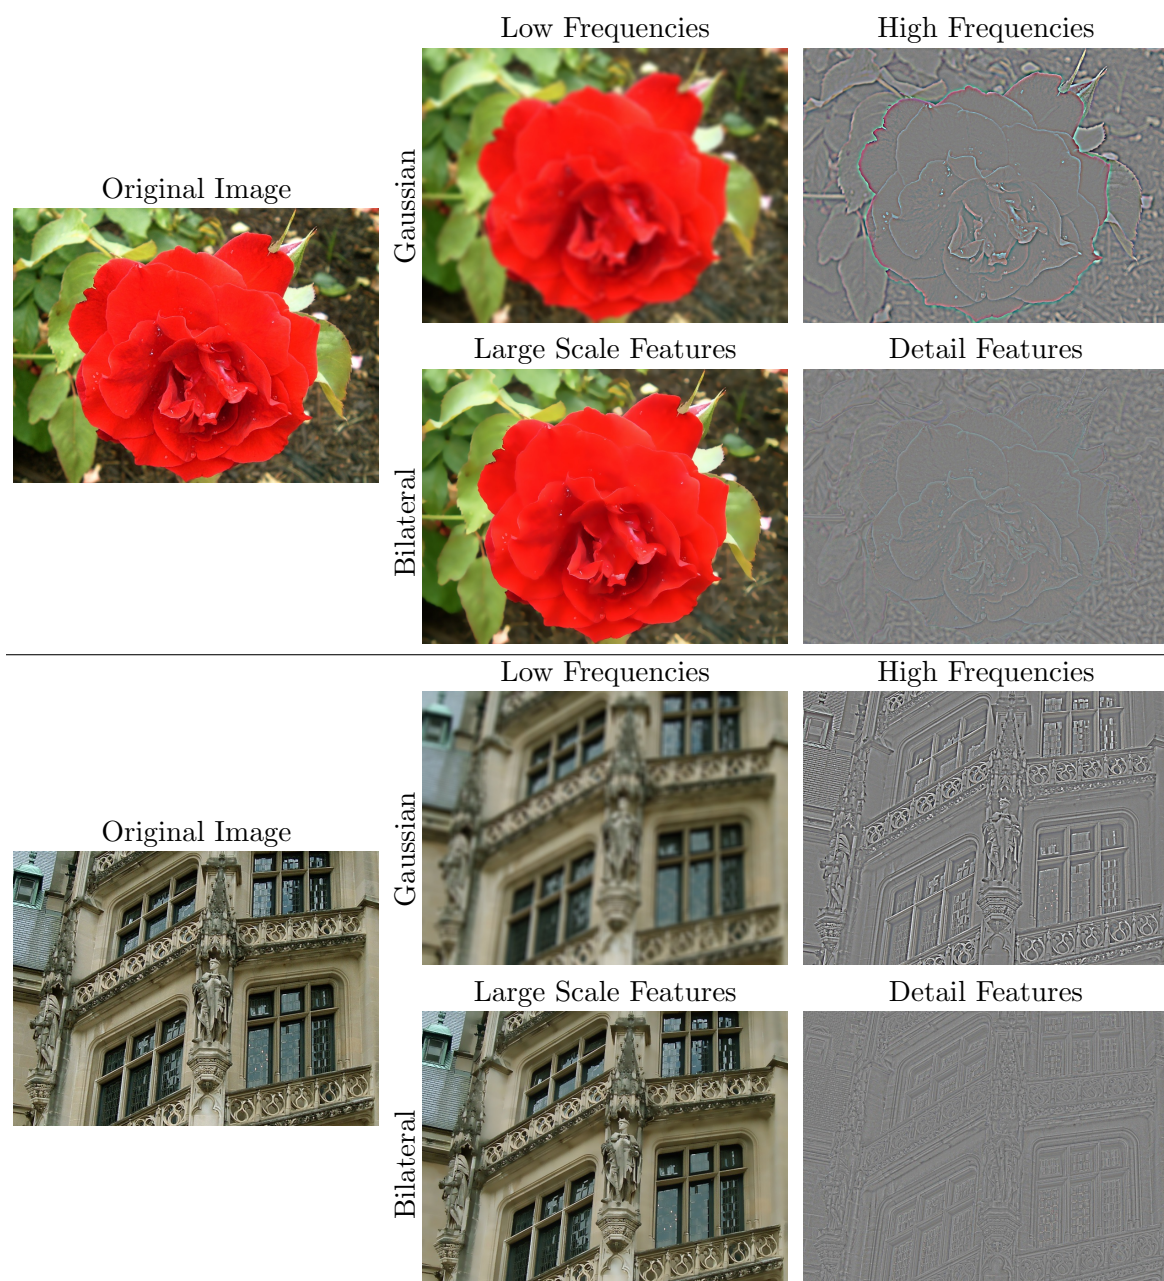 Low Frequencies
High Frequencies
Gaussian
Original Image
Large Scale Features
Detail Features
Bilateral
Low Frequencies
High Frequencies
Gaussian
Original Image
Large Scale Features
Detail Features
Bilateral